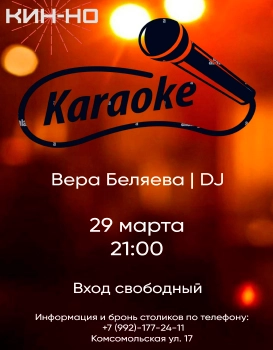 КИН-НО
Karaoke
Вера Беляева | DJ
29 марта
21:00
Вход свободный
Информация и бронь столиков по телефону:
+7 (992)-177-24-11
Комсомольская ул. 17